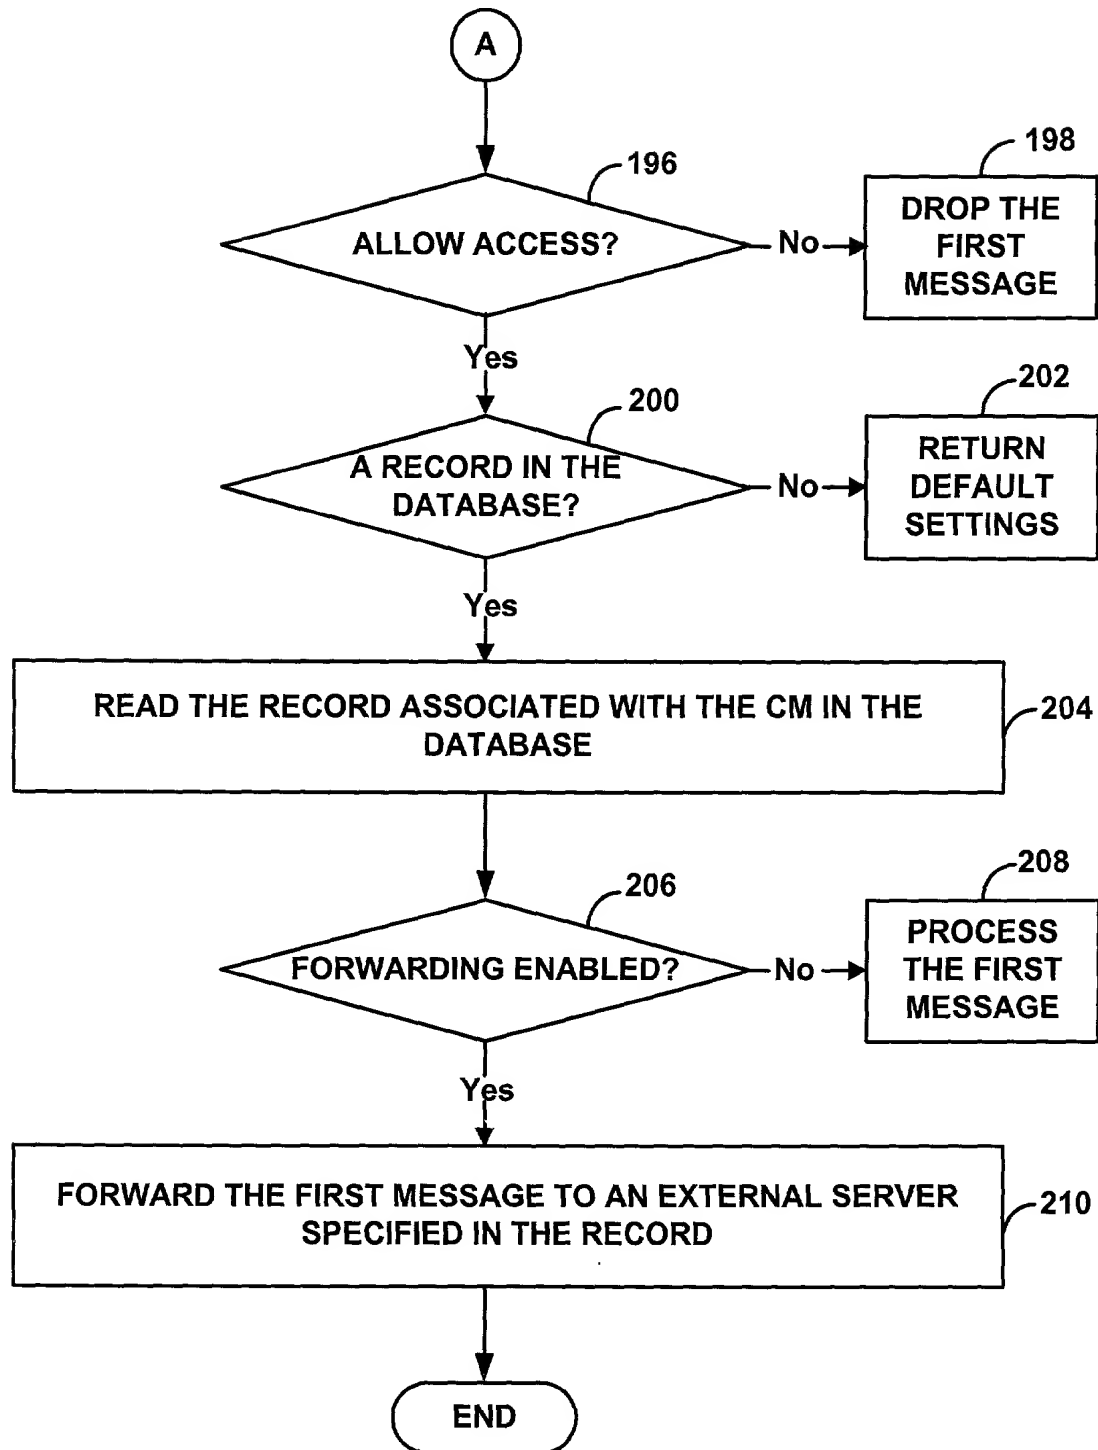 A
196
198
ALLOW ACCESS?
No
DROP THE
FIRST
MESSAGE
Yes
200
202
A RECORD IN THE
DATABASE?
No
RETURN
DEFAULT
SETTINGS
Yes
READ THE RECORD ASSOCIATED WITH THE CM IN THE
DATABASE
204
206
208
FORWARDING ENABLED?
No
PROCESS
THE FIRST
MESSAGE
Yes
FORWARD THE FIRST MESSAGE TO AN EXTERNAL SERVER
SPECIFIED IN THE RECORD
210
END